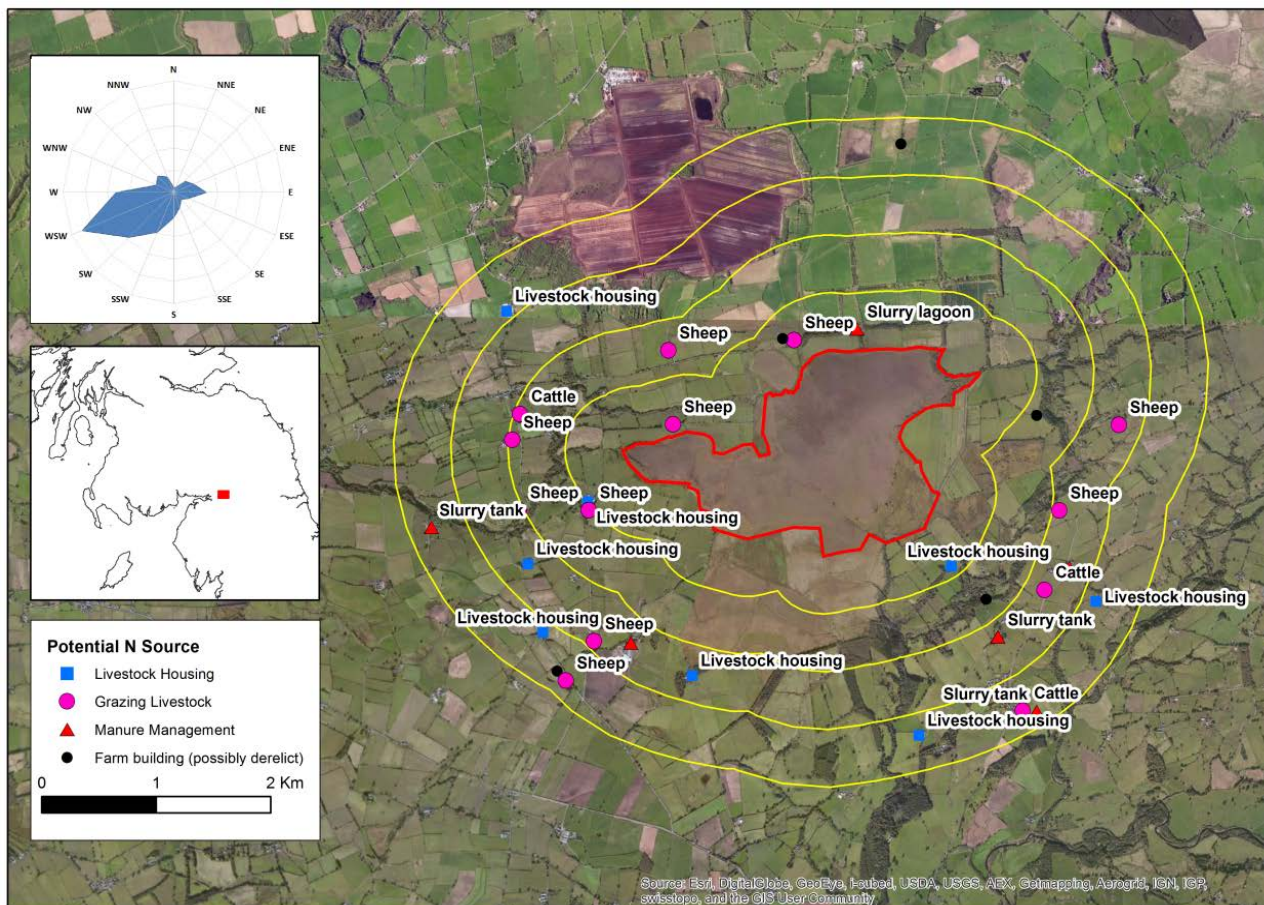 N
NNW
NNE
NW
NE
WNW
ENE
W
E
WSW
ESE
SW
SE
SSW
SSE
S
Potential N Source
Livestock Housing
Grazing Livestock
Manure Management
Farm building (possibly derelict)
0
1
2 Km
Livestock housing
Slurry lagoon
Sheep
Sheep
Cattle
Sheep
Sheep
Sheep
Sheep
Sheep
Livestock housing
Sheep
Slurry tank
Livestock housing
Livestock housing
Cattle
Livestock housing
Livestock housing
Sheep
Slurry tank
Livestock housing
Sheep
Slurry tank
Cattle
Livestock housing
Source: Esri, DigitalGlobe, GeoEye, i-cubed, USDA, USGS, AEX, Getmapping, Aerogrid, IGN, IGP,
swisstopo, and the GIS User Community